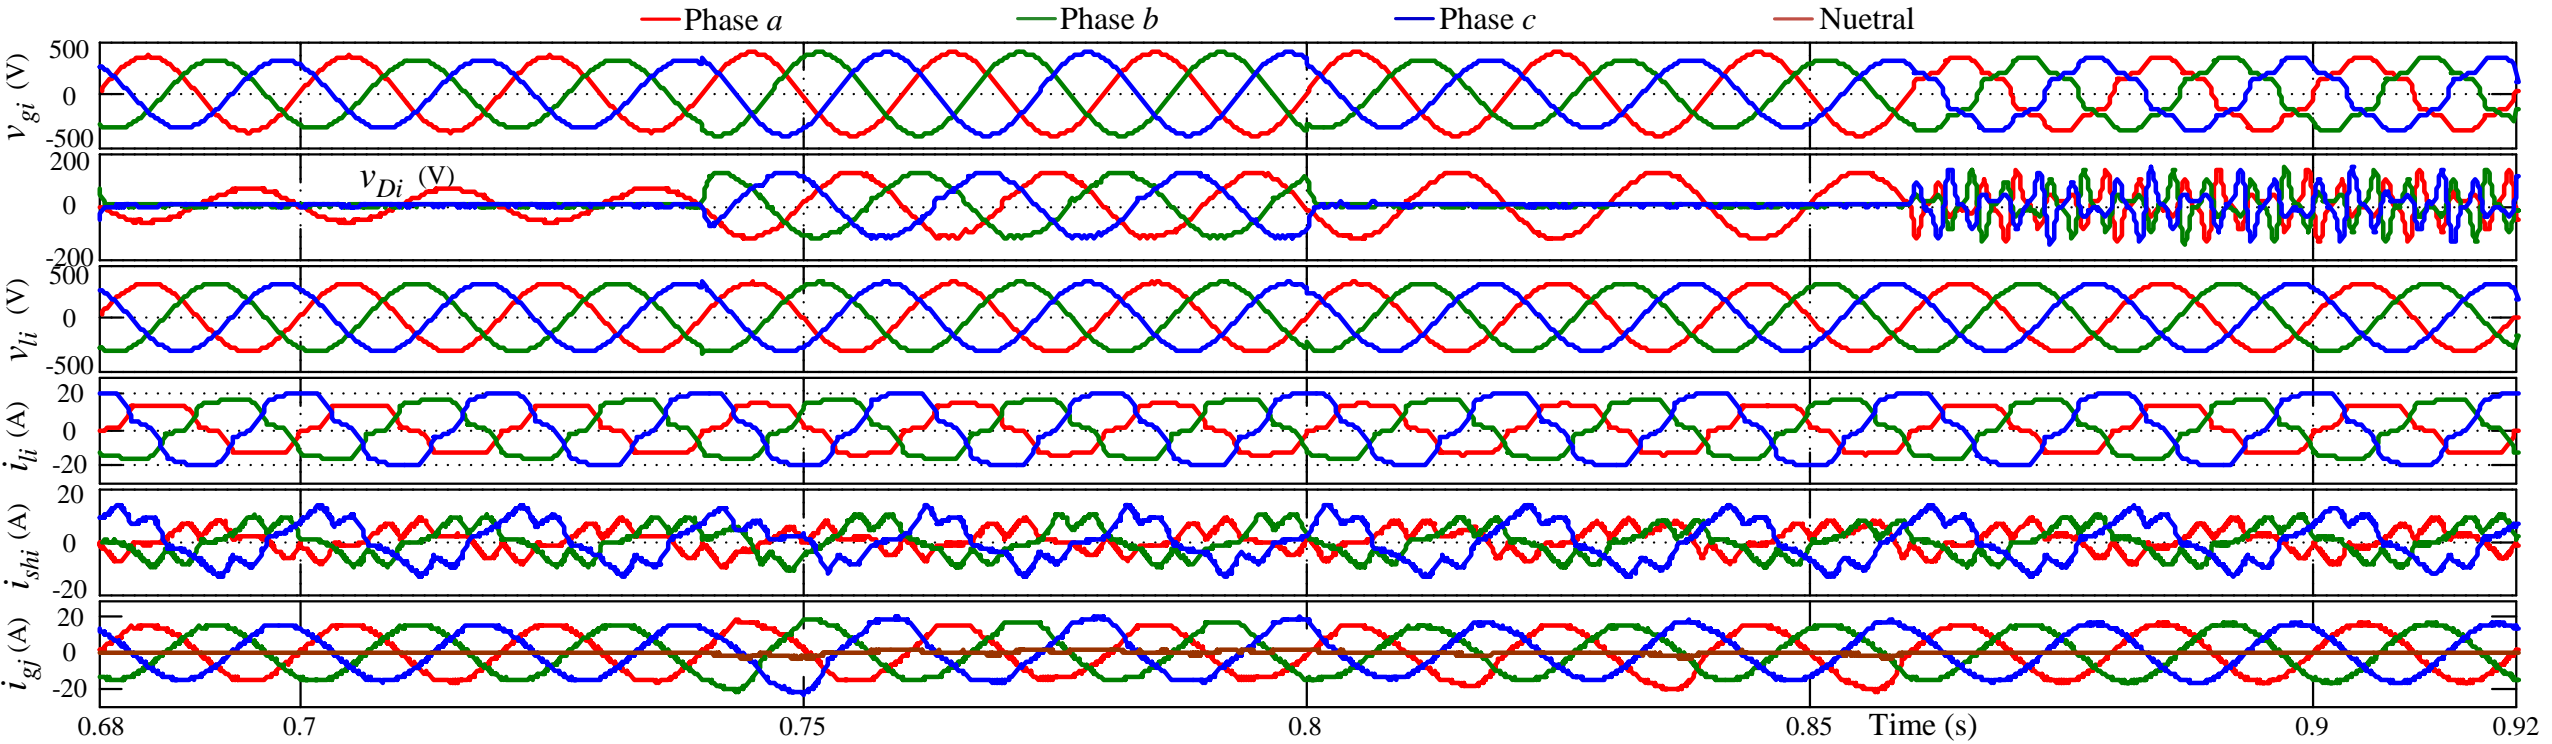 Phase a Phase b Phase c Nuetral
500
0
-500
v_gi (V)
200
0
-200
v_Di (V)
500
0
-500
v_li (V)
20
0
-20
i_li (A)
20
0
-20
i_shi (A)
20
0
-20
i_gj (A)
0.68 0.7 0.75 0.8 0.85 Time (s) 0.9 0.92